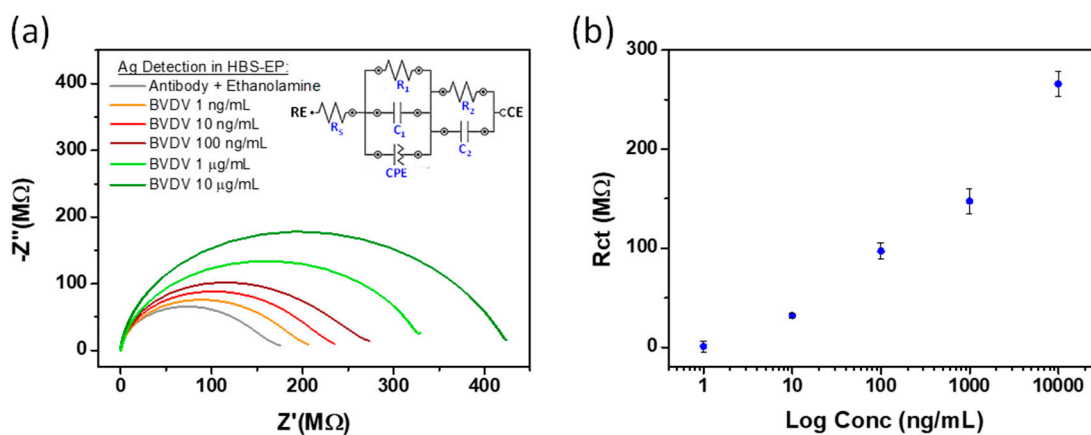 (a)
-Z''(MΩ)
400
300
200
100
0
Ag Detection in HBS-EP:
Antibody + Ethanolamine
BVDV 1 ng/mL
BVDV 10 ng/mL
BVDV 100 ng/mL
BVDV 1 μg/mL
BVDV 10 μg/mL
RE
R5
R1
C1
CPE
R2
C2
CE
0 100 200 300 400
Z'(MΩ)
(b)
Rct (MΩ)
300
200
100
0
1 10 100 1000 10000
Log Conc (ng/mL)